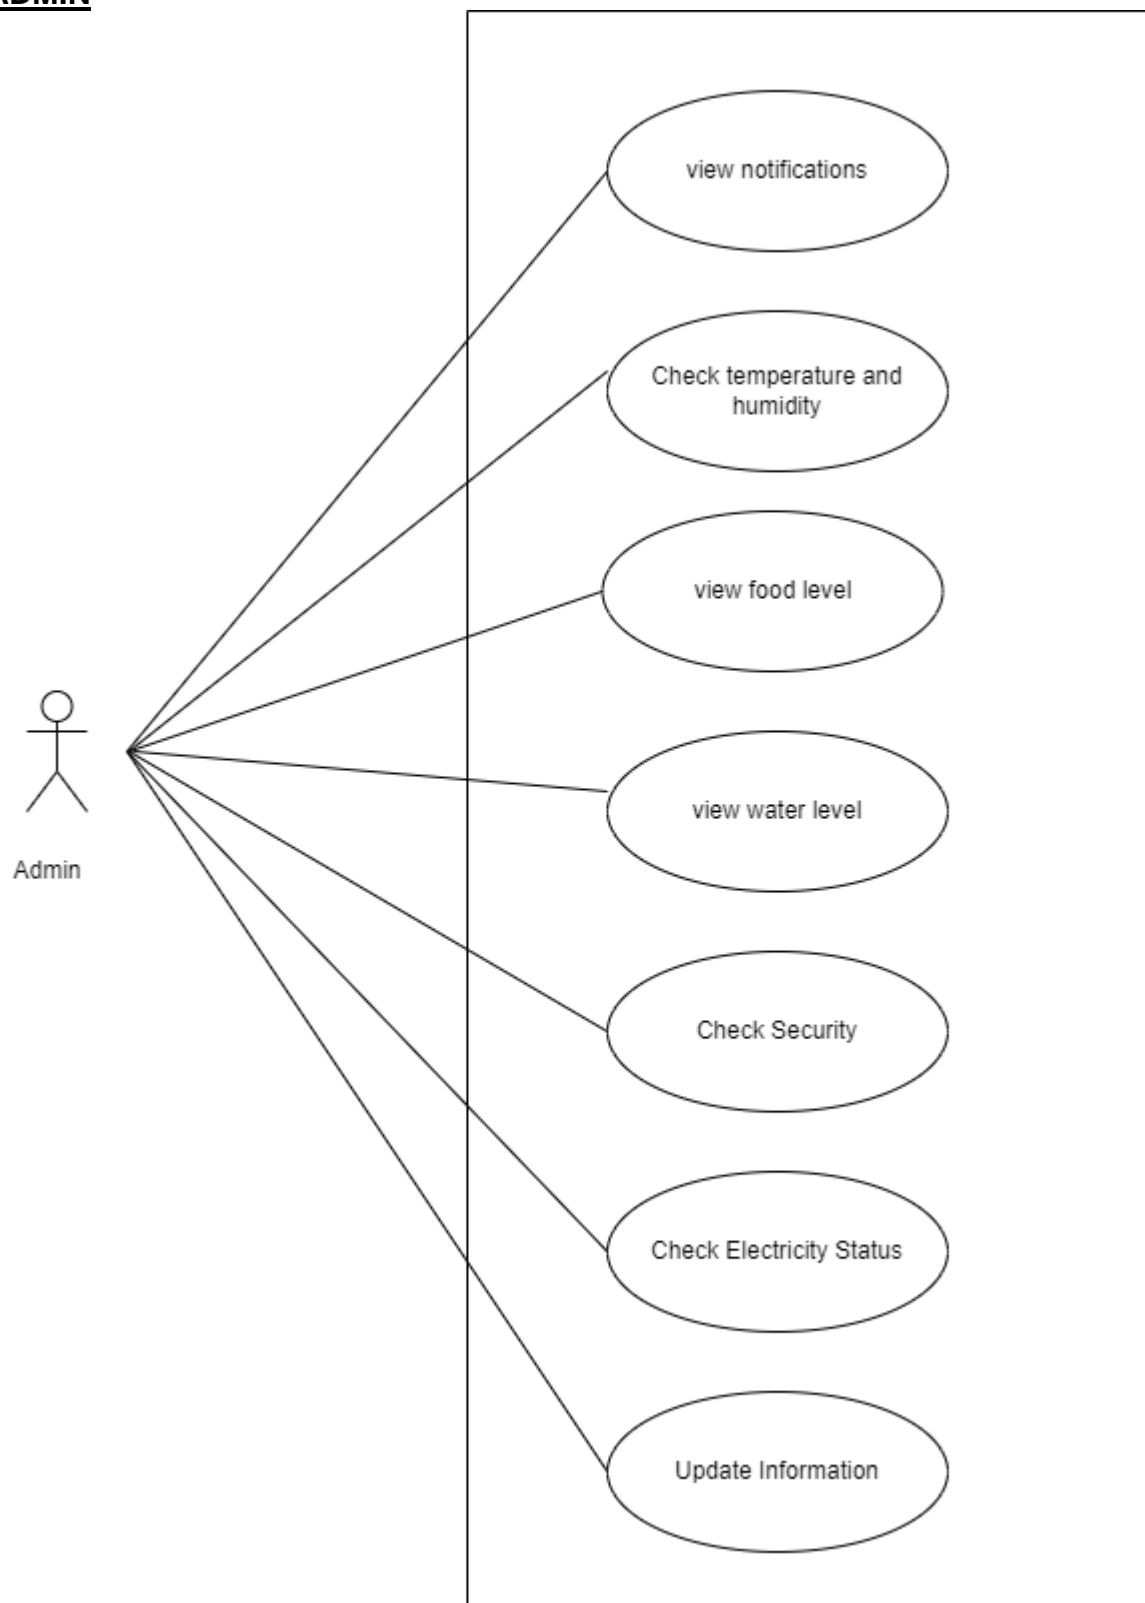 ADMIN
view notifications
Check temperature and
humidity
view food level
view water level
Admin
Check Security
Check Electricity Status
Update Information